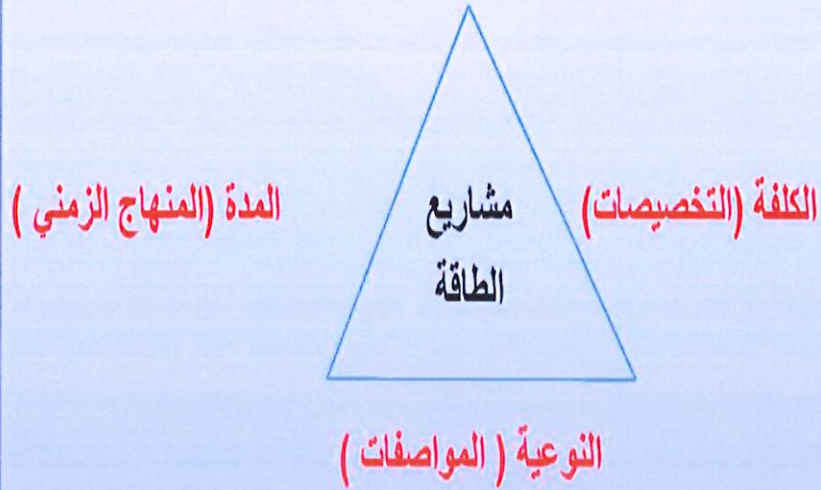 الكلفة (التخصيصات)
مشاريع
الطاقة
المدة (المنهاج الزمني )
النوعية ( المواصفات )